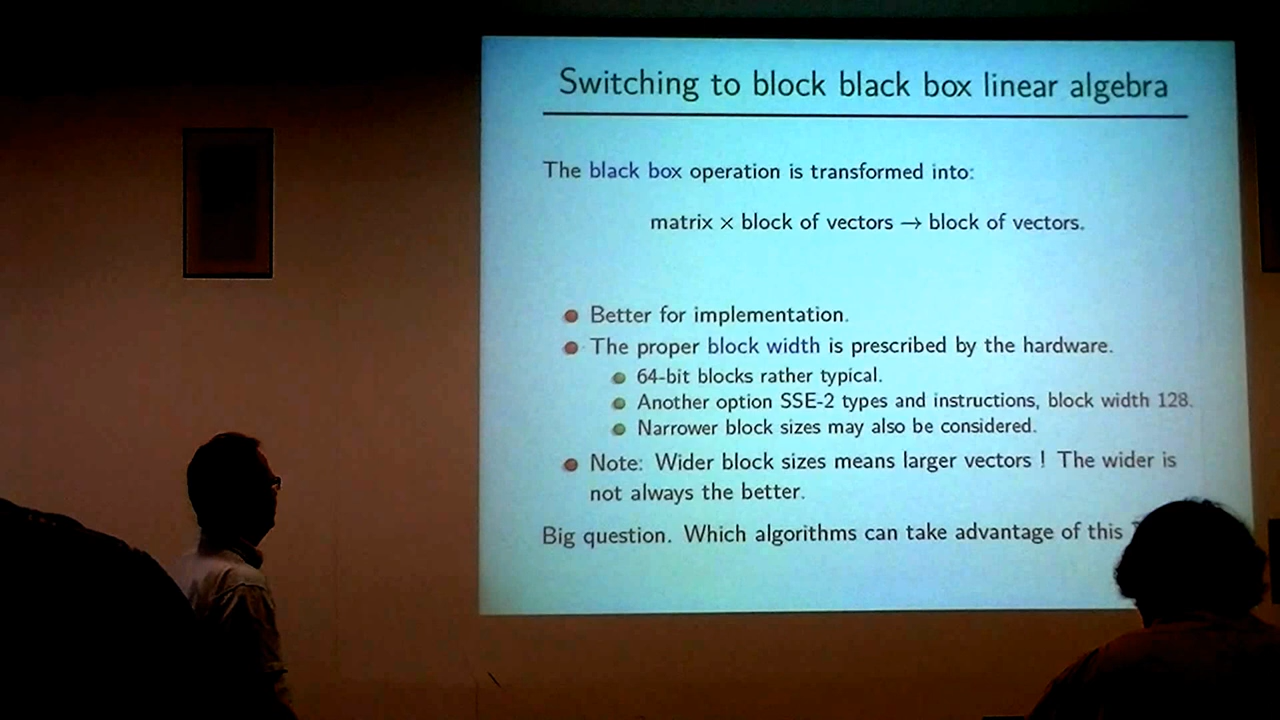 Switching to block black box linear algebra
The black box operation is transformed into:
matrix × block of vectors → block of vectors.
Better for implementation.
The proper block width is prescribed by the hardware.
64-bit blocks rather typical.
Another option SSE-2 types and instructions, block width 128.
Narrower block sizes may also be considered.
Note: Wider block sizes means larger vectors ! The wider is
not always the better.
Big question. Which algorithms can take advantage of this